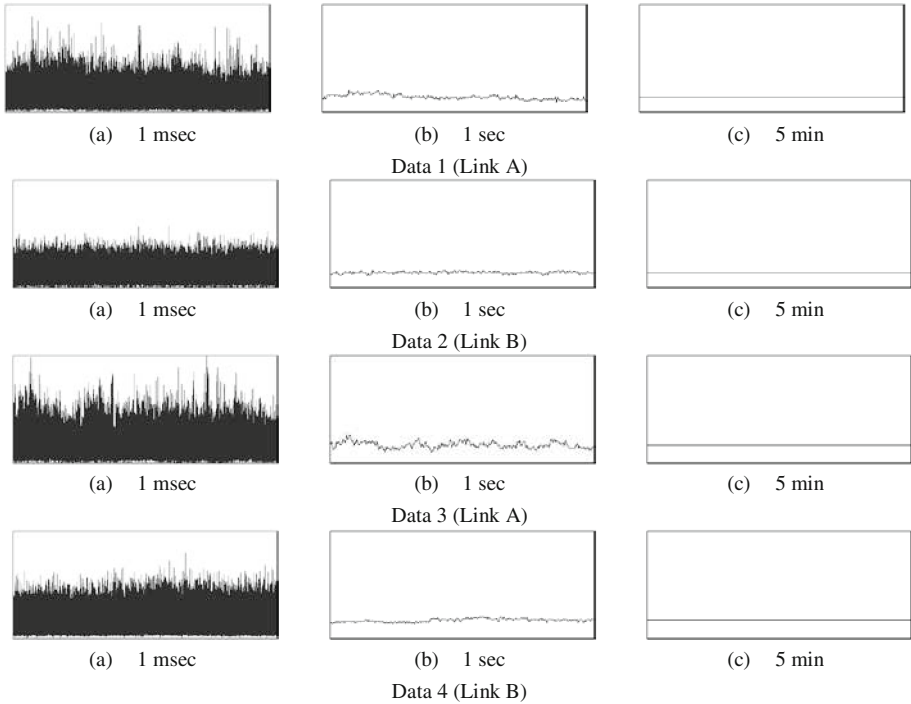 (a) 1 msec (b) 1 sec (c) 5 min
Data 1 (Link A)
(a) 1 msec (b) 1 sec (c) 5 min
Data 2 (Link B)
(a) 1 msec (b) 1 sec (c) 5 min
Data 3 (Link A)
(a) 1 msec (b) 1 sec (c) 5 min
Data 4 (Link B)